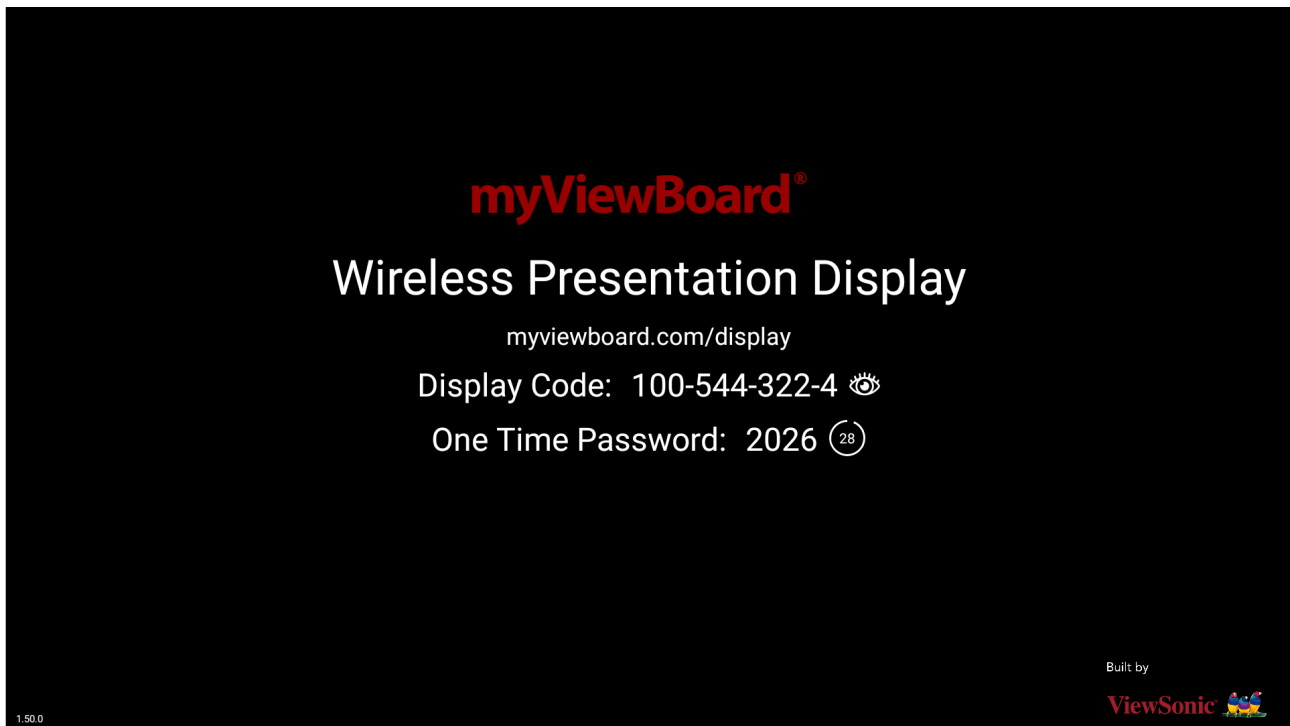 myViewBoard®
Wireless Presentation Display
myviewboard.com/display
Display Code: 100-544-322-4
One Time Password: 2026 28
Built by
ViewSonic®
1.50.0